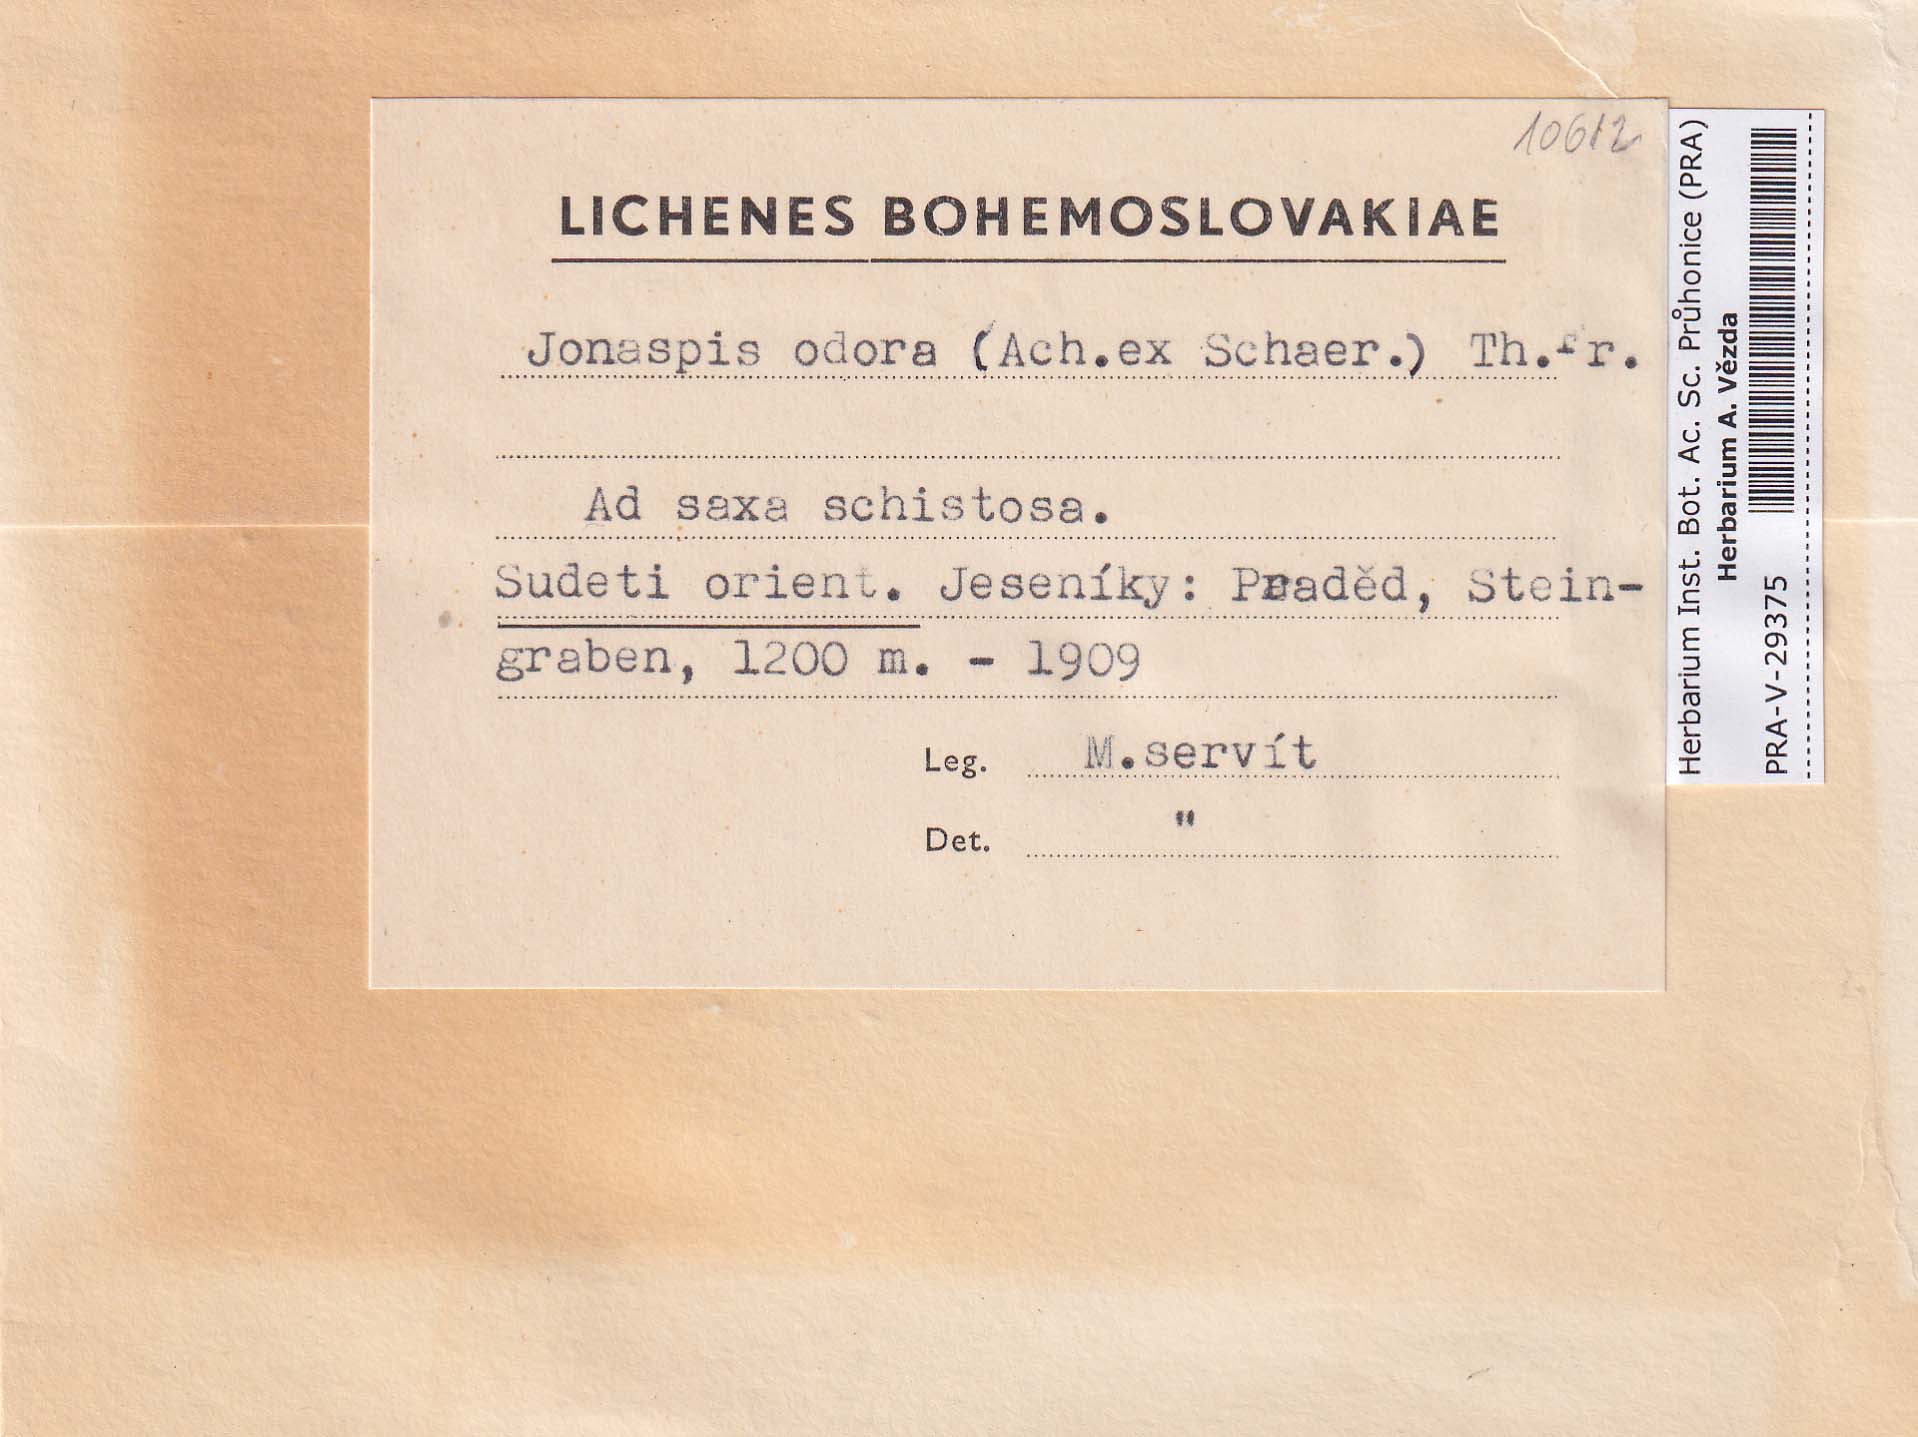 10612
LICHENES BOHEMOSLOVAKIAE
Jonaspis odora (Ach.ex Schaer.) Th.Fr.
Ad saxa schistosa.
Sudeti orient. Jeseníky: Praděd, Stein-
graben, 1200 m. - 1909
Leg. M.servít
Det. "
Herbarium Inst. Bot. Ac. Sc. Průhonice (PRA)
Herbarium A. Vězda
PRA-V-29375